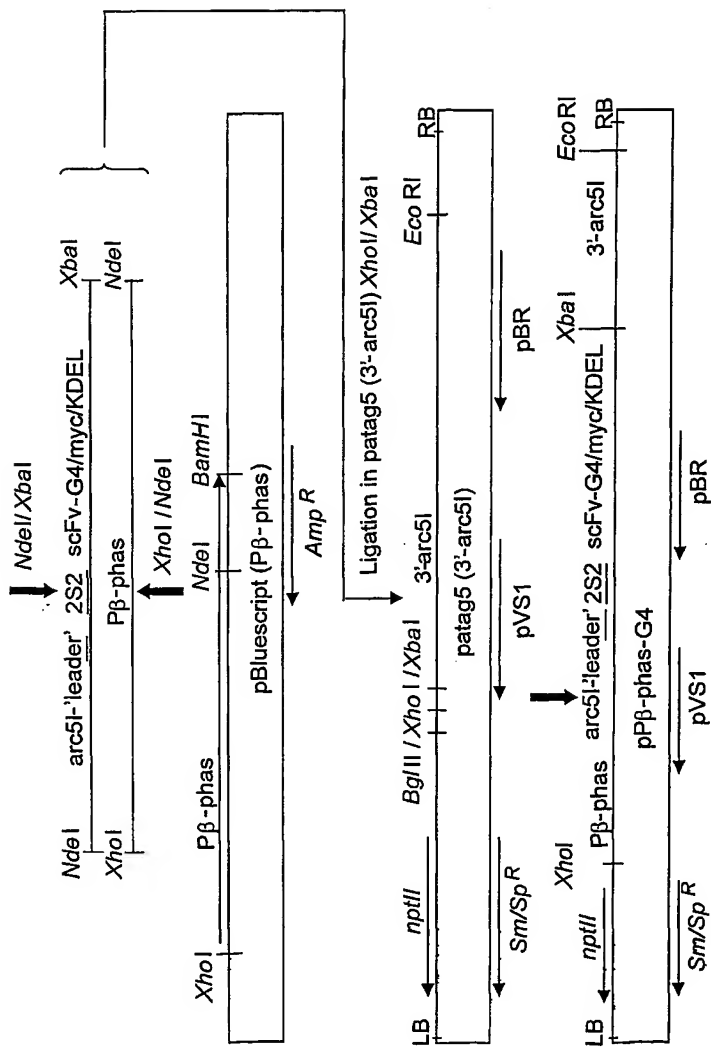 NdeI/XbaI
NdeI arc5I-'leader' 2S2 scFv-G4/myc/KDEL XbaI
XhoI Pβ-phas NdeI
XhoI/NdeI
XhoI Pβ-phas NdeI BamHI
pBluescript (Pβ-phas)
Amp R
Ligation in patag5 (3'-arc5I) XhoI/XbaI
LB nptII BglII/XhoI/XbaI 3'-arc5I EcoRI RB
patag5 (3'-arc5I)
Sm/Sp R pVS1 pBR
LB nptII XhoI Pβ-phas arc5I-'leader' 2S2 scFv-G4/myc/KDEL XbaI 3'-arc5I EcoRI RB
pPβ-phas-G4
Sm/Sp R pVS1 pBR